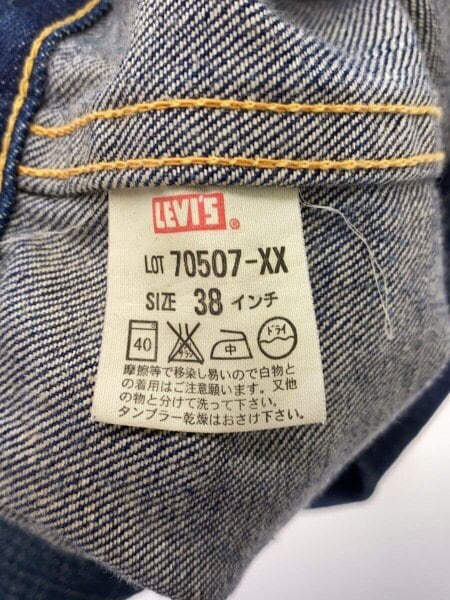 LEVI'S ®
LOT 70507-XX
SIZE 38 インチ
40 中 ドライ
摩擦等で移染し易いので白物と
の着用はご注意願います。又他
の物と分けて洗って下さい。
タンブラー乾燥はおさけ下さい。